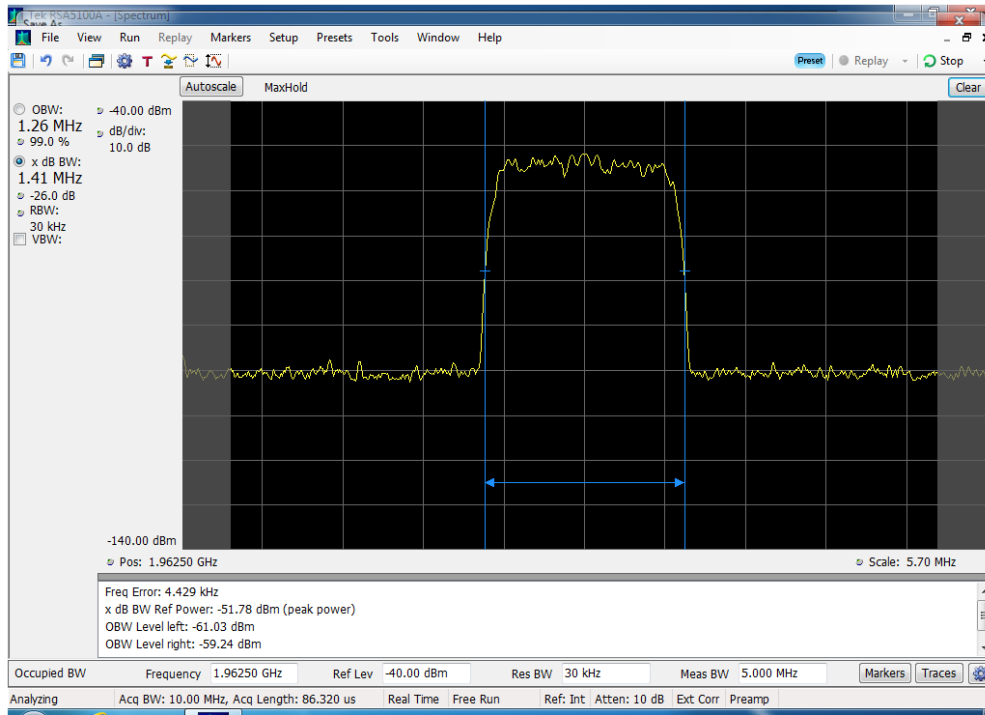 Tek RSA5100A - [Spectrum]
Save As
File View Run Replay Markers Setup Presets Tools Window Help
T Preset Replay Stop
Autoscale MaxHold Clear
OBW:
1.26 MHz
99.0 %
x dB BW:
1.41 MHz
-26.0 dB
RBW:
30 kHz
VBW:
-40.00 dBm
dB/div:
10.0 dB
-140.00 dBm
Pos: 1.96250 GHz Scale: 5.70 MHz
Freq Error: 4.429 kHz
x dB BW Ref Power: -51.78 dBm (peak power)
OBW Level left: -61.03 dBm
OBW Level right: -59.24 dBm
Occupied BW Frequency 1.96250 GHz Ref Lev -40.00 dBm Res BW 30 kHz Meas BW 5.000 MHz Markers Traces
Analyzing Acq BW: 10.00 MHz, Acq Length: 86.320 us Real Time Free Run Ref: Int Atten: 10 dB Ext Corr Preamp